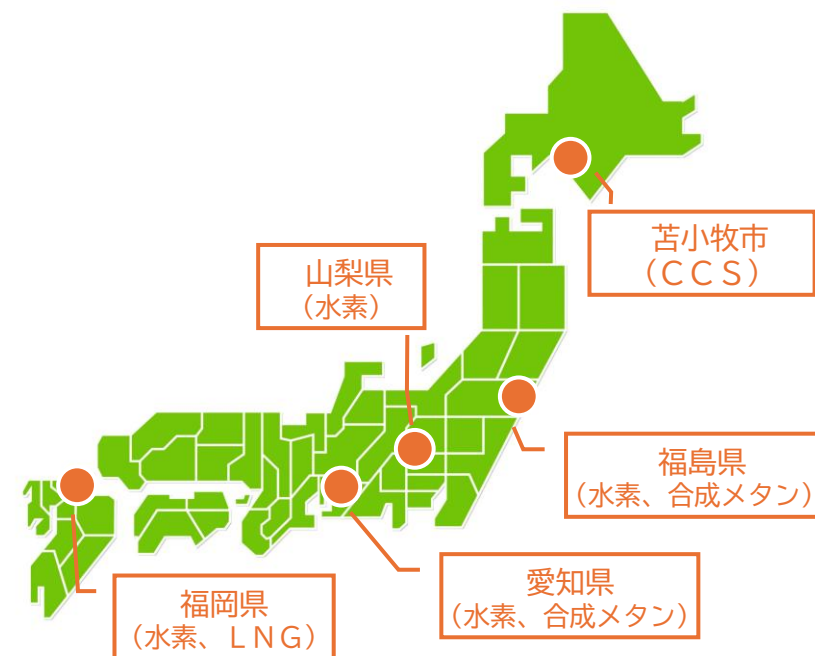 苫小牧市
（ＣＣＳ）
山梨県
（水素）
福島県
（水素、合成メタン）
愛知県
（水素、合成メタン）
福岡県
（水素、ＬＮＧ）